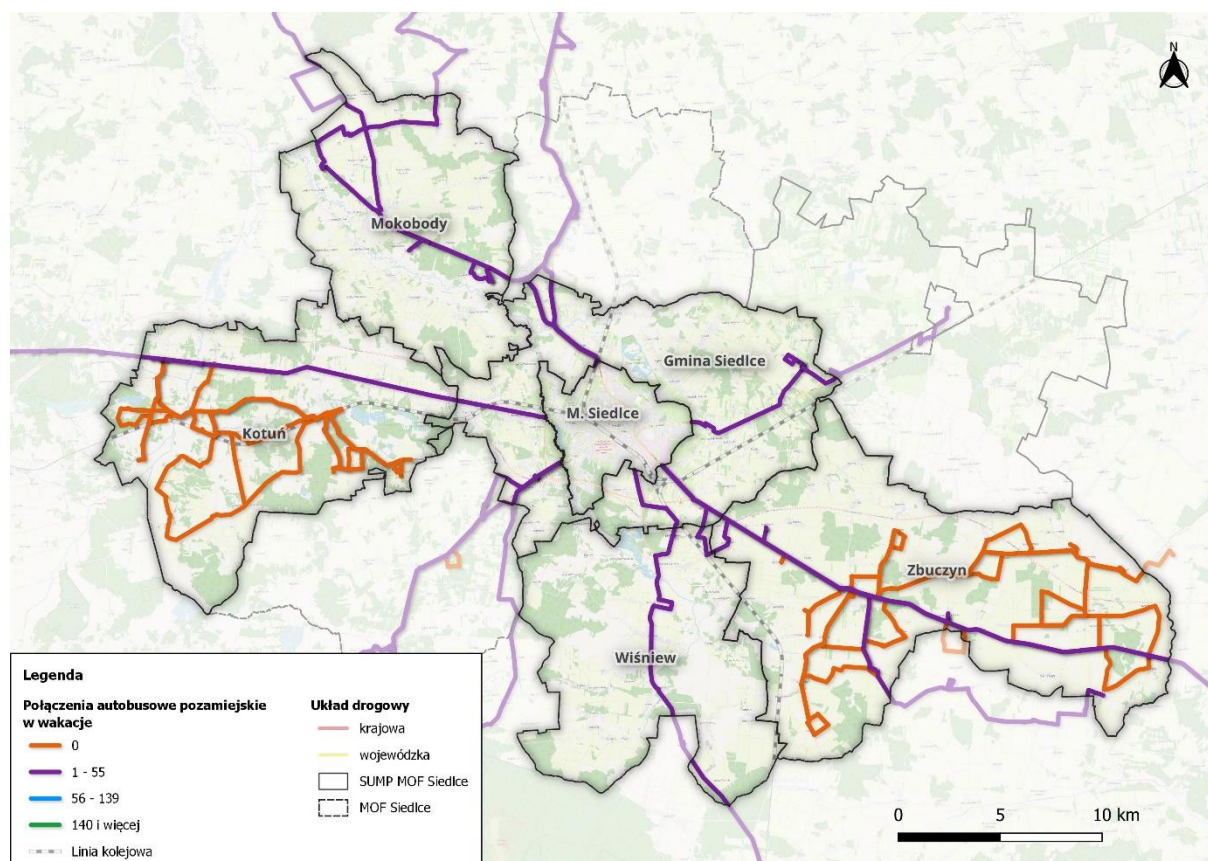 N
Mokobody
Gmina Siedlce
M. Siedlce
Kotuń
Zbuczyn
Wiśniew
Legenda
Połączenia autobusowe pozamiejskie
w wakacje
0
1 - 55
56 - 139
140 i więcej
Linia kolejowa
Układ drogowy
krajowa
wojewódzka
SUMP MOF Siedlce
MOF Siedlce
0 5 10 km